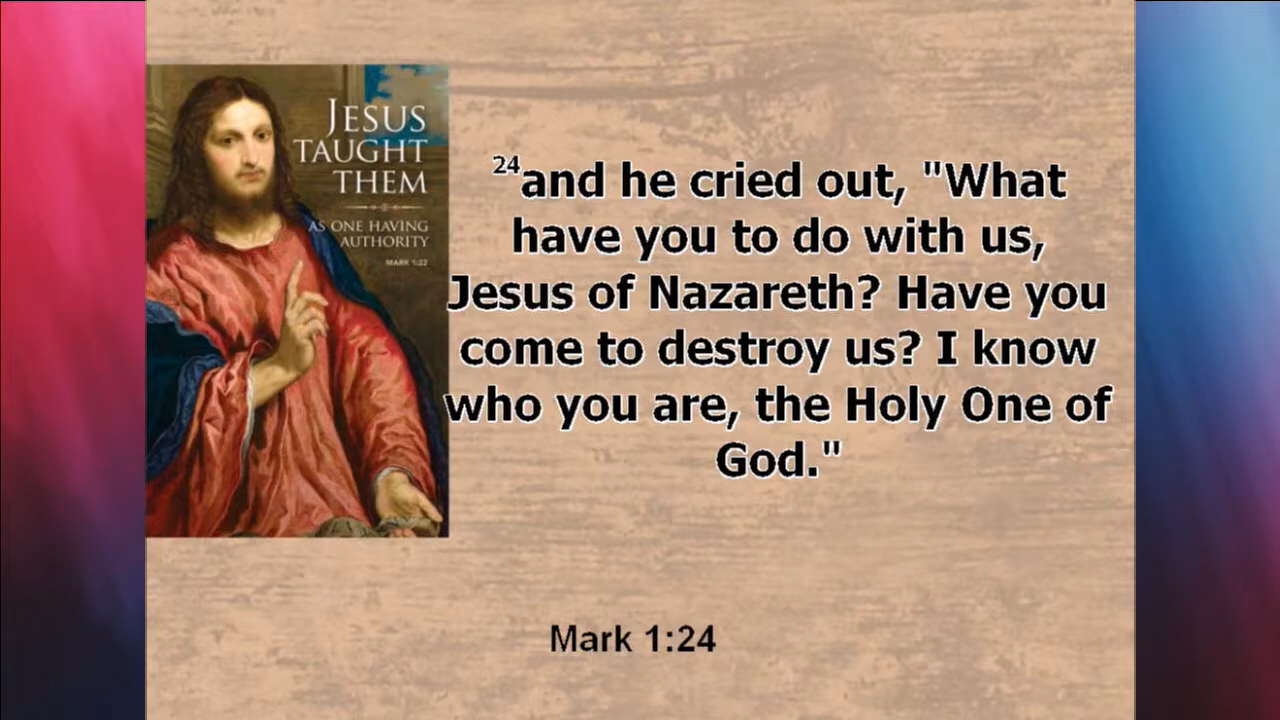 JESUS
TAUGHT
THEM
AS ONE HAVING
AUTHORITY
MARK 1:22
24and he cried out, "What
have you to do with us,
Jesus of Nazareth? Have you
come to destroy us? I know
who you are, the Holy One of
God."
Mark 1:24